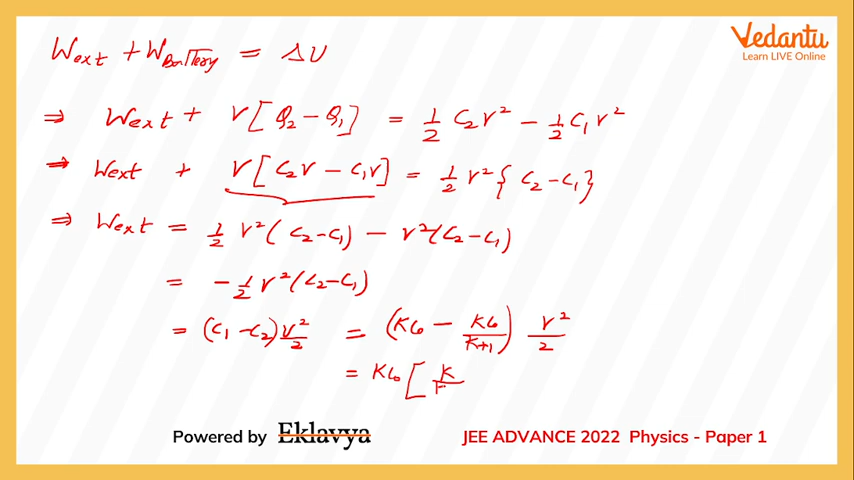 Vedantu
Learn LIVE Online
Wext + WBattery = ΔU
⇒ Wext + V[Q2 - Q1] = 1/2 C2V² - 1/2 C1V²
⇒ Wext + V[C2V - C1V] = 1/2 V²{C2 - C1}
⇒ Wext = 1/2 V²(C2-C1) - V²(C2-C1)
= -1/2 V²(C2-C1)
= (C1-C2)V²/2 = (KC0 - KC0/K+1) V²/2
= KC0 [K/
Powered by Eklavya
JEE ADVANCE 2022 Physics - Paper 1